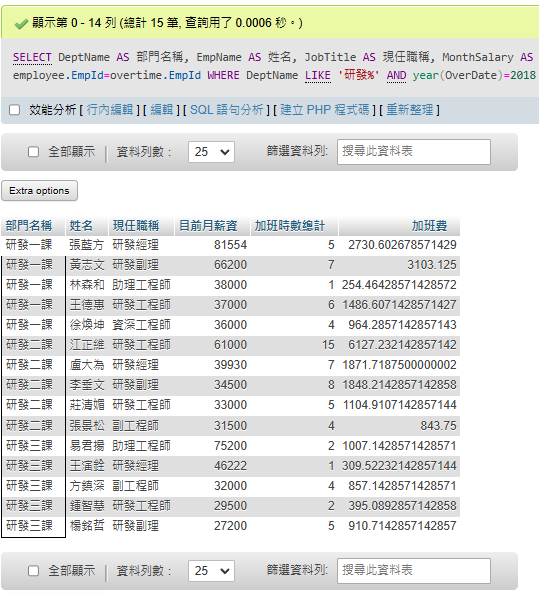 顯示第 0 - 14 列 (總計 15 筆, 查詢用了 0.0006 秒。)
SELECT DeptName AS 部門名稱, EmpName AS 姓名, JobTitle AS 現任職稱, MonthSalary AS
employee.EmpId=overtime.EmpId WHERE DeptName LIKE '研發%' AND year(OverDate)=2018
效能分析 [ 行內編輯 ] [ 編輯 ] [ SQL 語句分析 ] [ 建立 PHP 程式碼 ] [ 重新整理 ]
全部顯示 資料列數: 25 篩選資料列: 搜尋此資料表
Extra options
部門名稱 姓名 現任職稱 目前月薪資 加班時數總計 加班費
研發一課 張藍方 研發經理 81554 5 2730.602678571429
研發一課 黃志文 研發副理 66200 7 3103.125
研發一課 林森和 助理工程師 38000 1 254.46428571428572
研發一課 王德惠 研發工程師 37000 6 1486.6071428571427
研發一課 徐煥坤 資深工程師 36000 4 964.2857142857143
研發二課 江正維 研發工程師 61000 15 6127.232142857142
研發二課 盧大為 研發經理 39930 7 1871.7187500000002
研發二課 李垂文 研發副理 34500 8 1848.2142857142858
研發二課 莊清媚 研發工程師 33000 5 1104.9107142857144
研發二課 張景松 副工程師 31500 4 843.75
研發三課 易君揚 助理工程師 75200 2 1007.1428571428571
研發三課 王演銓 研發經理 46222 1 309.52232142857144
研發三課 方鎮深 副工程師 32000 4 857.1428571428571
研發三課 鍾智慧 研發工程師 29500 2 395.0892857142858
研發三課 楊銘哲 研發副理 27200 5 910.7142857142857
全部顯示 資料列數: 25 篩選資料列: 搜尋此資料表